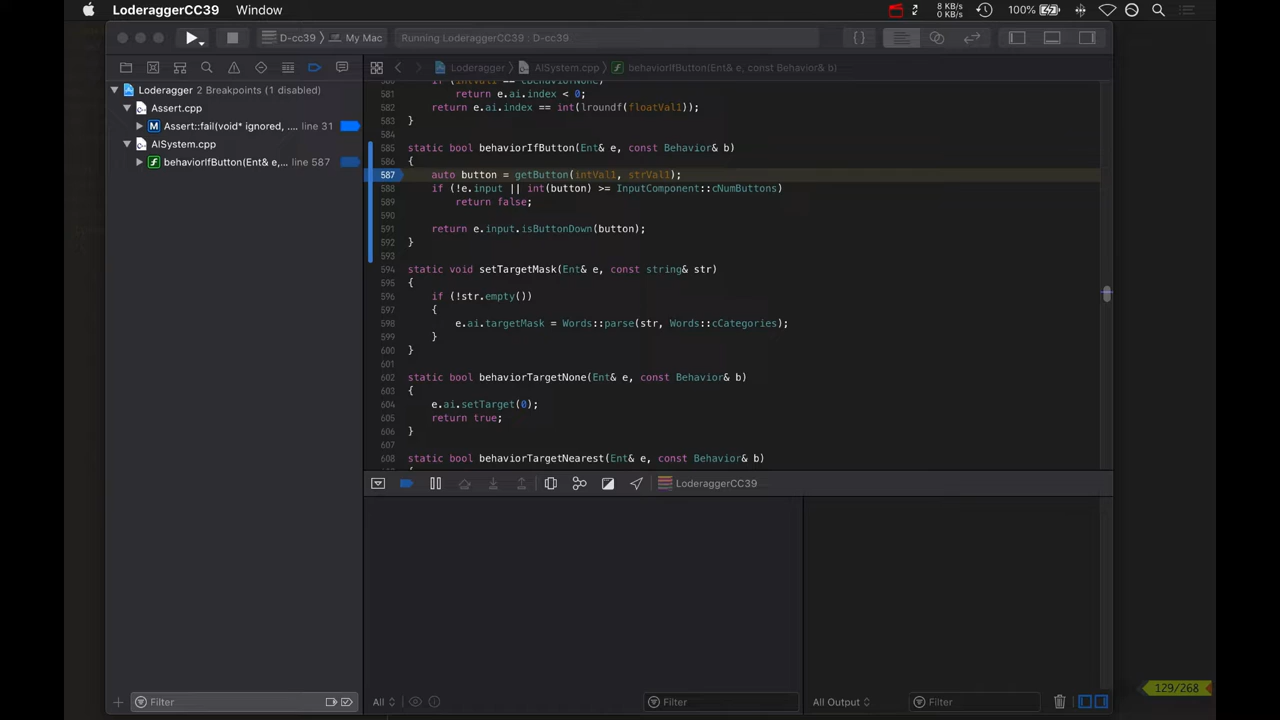 LoderaggerCC39 Window 8 KB/s 0 KB/s 100%
D-cc39 My Mac Running LoderaggerCC39 : D-cc39 {}
Loderagger AISystem.cpp behaviorIfButton(Ent& e, const Behavior& b)
Loderagger 2 Breakpoints (1 disabled)
Assert.cpp
Assert::fail(void* ignored, .... line 31
AISystem.cpp
behaviorIfButton(Ent& e,... line 587
581 return e.ai.index < 0;
582 return e.ai.index == int(lroundf(floatVal1));
583 }
584
585 static bool behaviorIfButton(Ent& e, const Behavior& b)
586 {
587 auto button = getButton(intVal1, strVal1);
588 if (!e.input || int(button) >= InputComponent::cNumButtons)
589 return false;
590
591 return e.input.isButtonDown(button);
592 }
593
594 static void setTargetMask(Ent& e, const string& str)
595 {
596 if (!str.empty())
597 {
598 e.ai.targetMask = Words::parse(str, Words::cCategories);
599 }
600 }
601
602 static bool behaviorTargetNone(Ent& e, const Behavior& b)
603 {
604 e.ai.setTarget(0);
605 return true;
606 }
607
608 static bool behaviorTargetNearest(Ent& e, const Behavior& b)
LoderaggerCC39
Filter All Filter All Output Filter
129/268